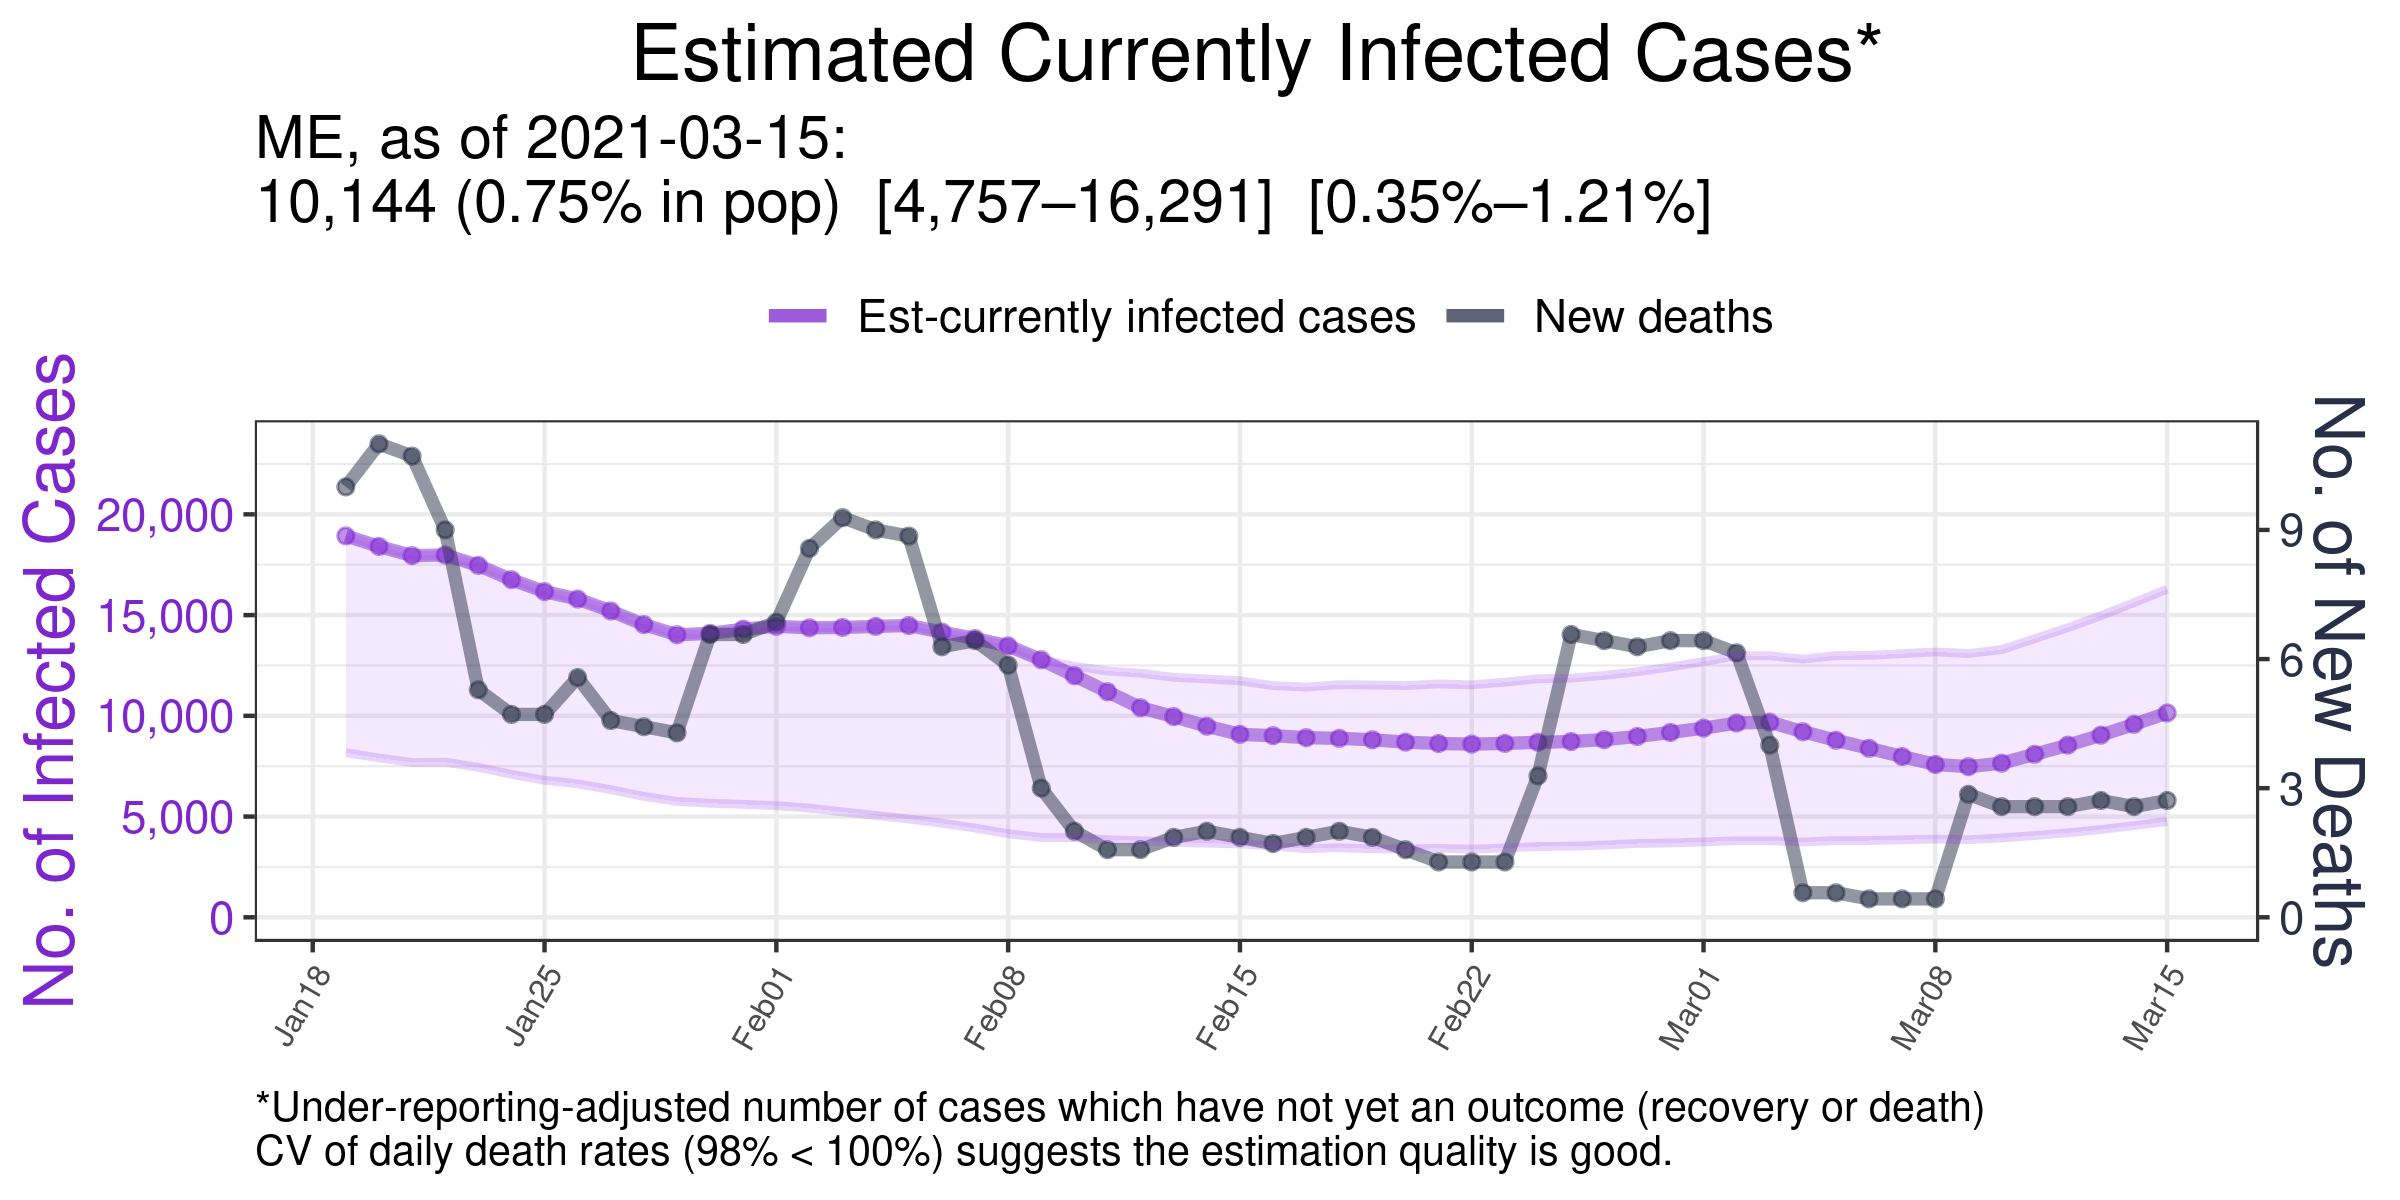 Estimated Currently Infected Cases*
ME, as of 2021-03-15:
10,144 (0.75% in pop)  [4,757–16,291]  [0.35%–1.21%]
Est-currently infected cases
New deaths
No. of Infected Cases
20,000
15,000
10,000
5,000
0
No. of New Deaths
9
6
3
0
Jan18
Jan25
Feb01
Feb08
Feb15
Feb22
Mar01
Mar08
Mar15
*Under-reporting-adjusted number of cases which have not yet an outcome (recovery or death)
CV of daily death rates (98% < 100%) suggests the estimation quality is good.